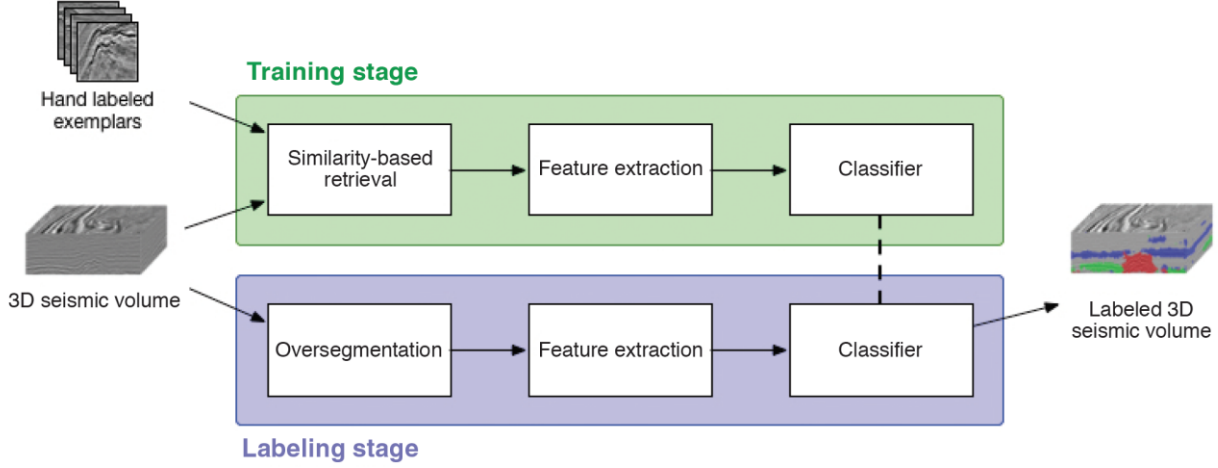 Training stage
Hand labeled
exemplars
Similarity-based
retrieval
Feature extraction
Classifier
3D seismic volume
Labeled 3D
seismic volume
Oversegmentation
Feature extraction
Classifier
Labeling stage